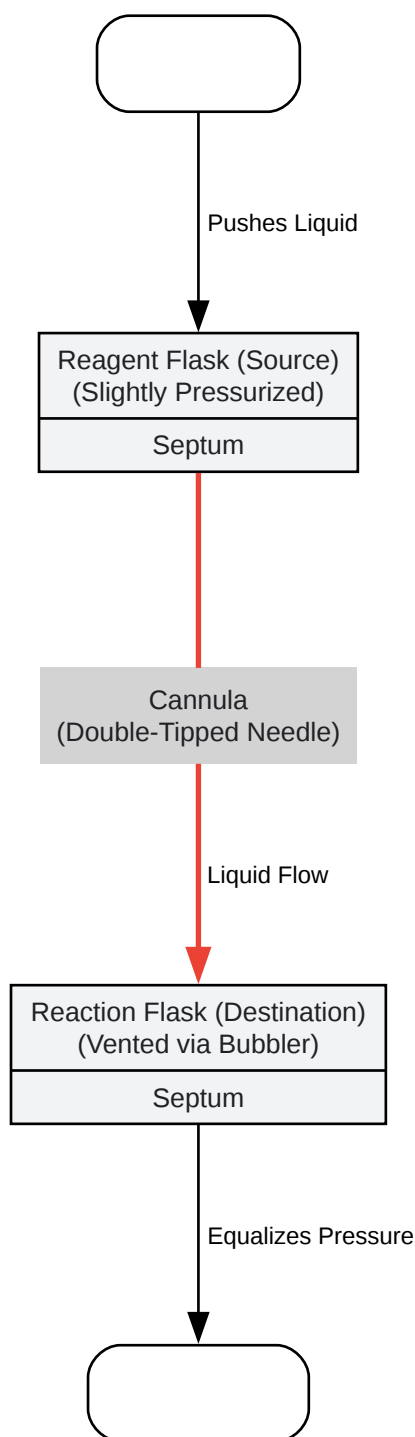 Pushes Liquid
Reagent Flask (Source)
(Slightly Pressurized)
Septum
Cannula
(Double-Tipped Needle)
Liquid Flow
Reaction Flask (Destination)
(Vented via Bubbler)
Septum
Equalizes Pressure